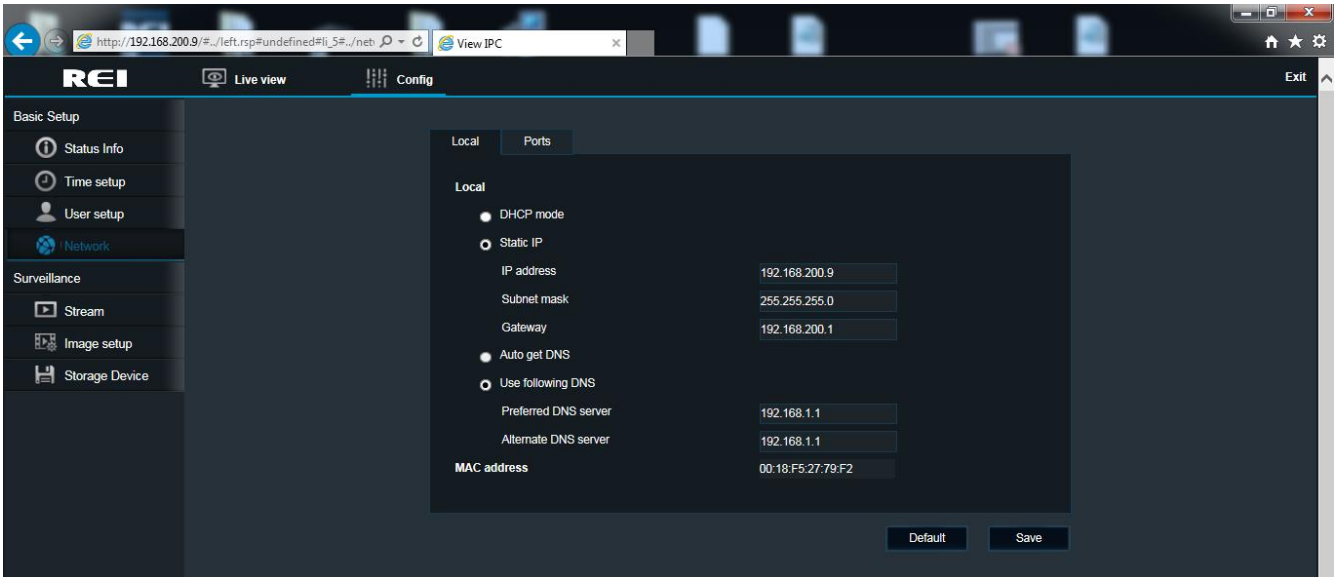 http://192.168.200.9/#../left.rsp#undefined#li_5#../net
View IPC
REI
Live view
Config
Exit
Basic Setup
Status Info
Time setup
User setup
Network
Surveillance
Stream
Image setup
Storage Device
Local Ports
Local
DHCP mode
Static IP
IP address 192.168.200.9
Subnet mask 255.255.255.0
Gateway 192.168.200.1
Auto get DNS
Use following DNS
Preferred DNS server 192.168.1.1
Alternate DNS server 192.168.1.1
MAC address 00:18:F5:27:79:F2
Default Save